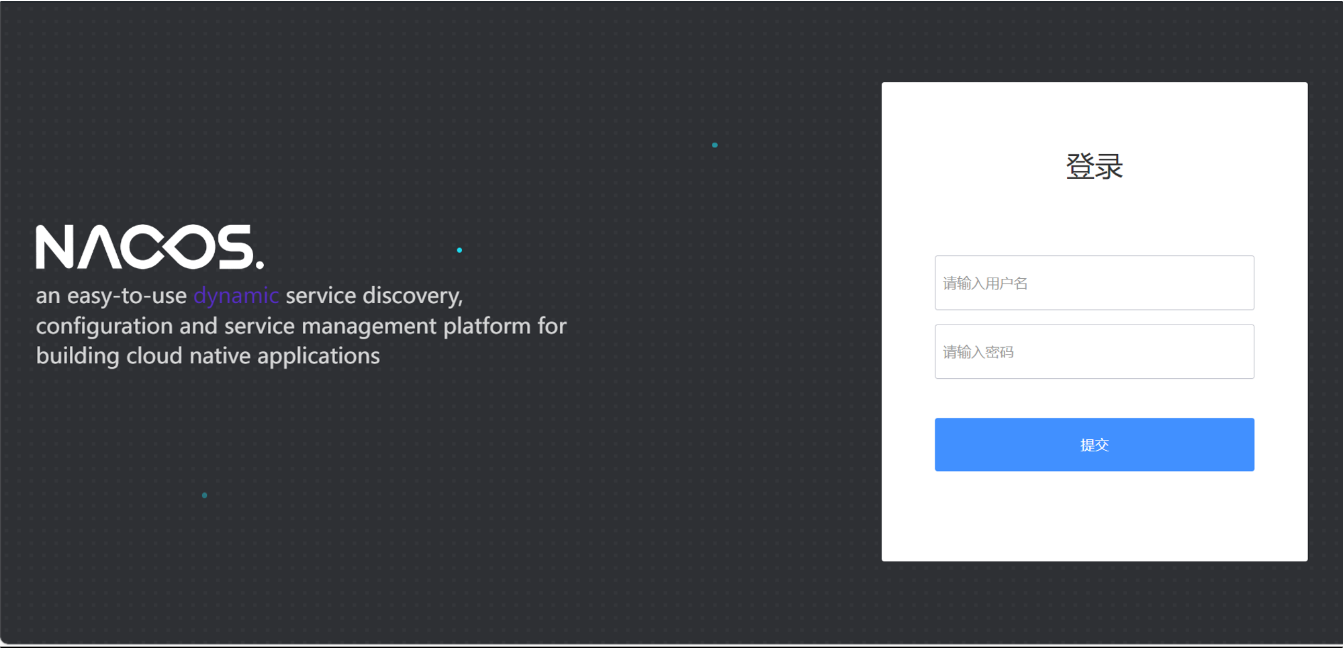 NACOS.
an easy-to-use dynamic service discovery,
configuration and service management platform for
building cloud native applications
登录
请输入用户名
请输入密码
提交